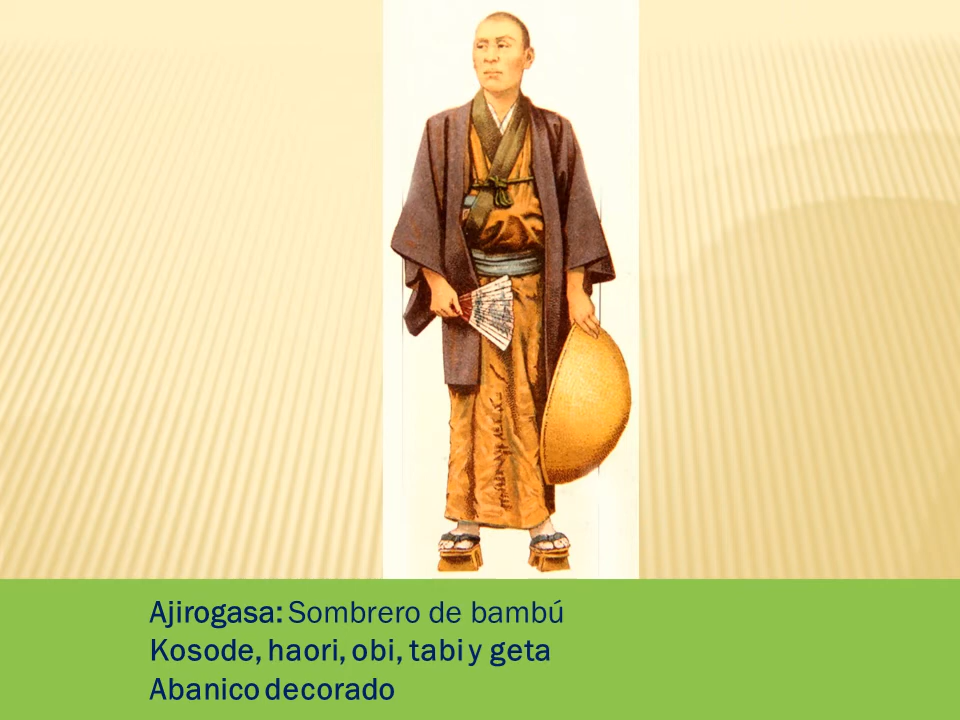 Ajirogasa: Sombrero de bambú
Kosode, haori, obi, tabi y geta
Abanico decorado